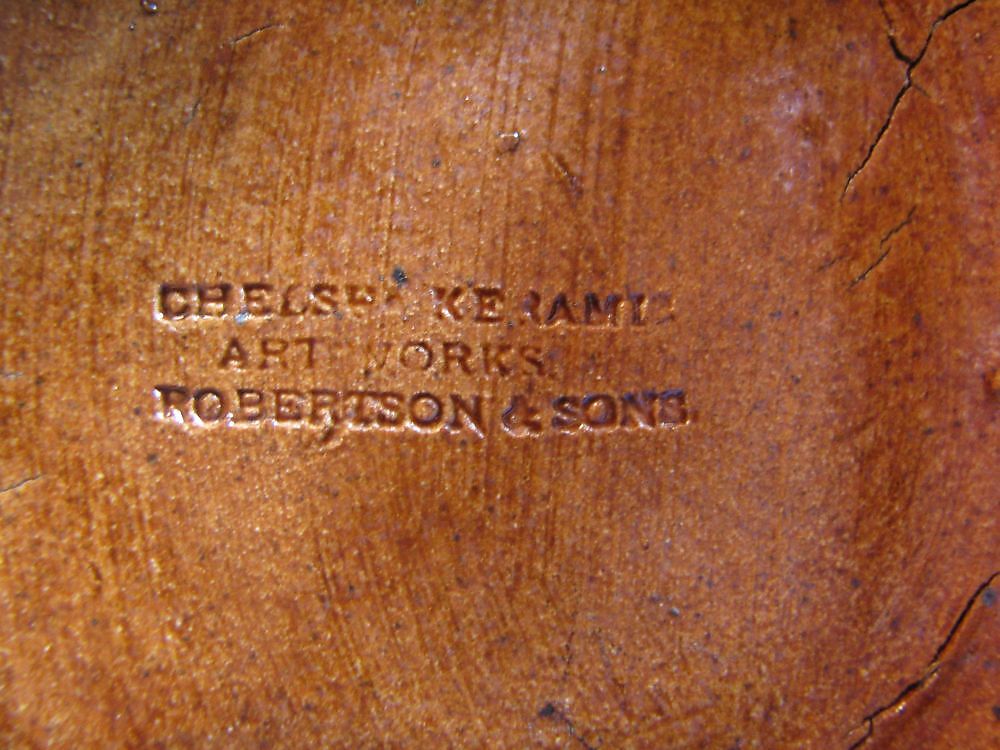 CHELSEA KERAMIC
ART WORKS
ROBERTSON & SONS